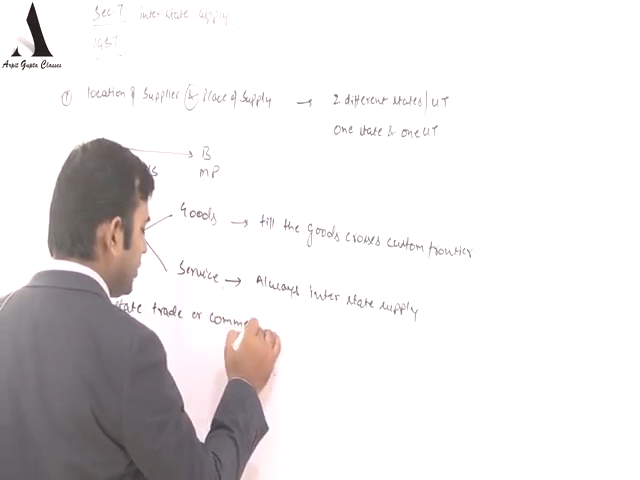 Arpit Gupta Classes
Sec-7 inter state supply
IGST
① Location of Supplier & Place of Supply → 2 different states/UT
one state & one UT
→ B
MP
Goods → till the goods crosses custom frontier
Service → Always inter state supply
state trade or comme